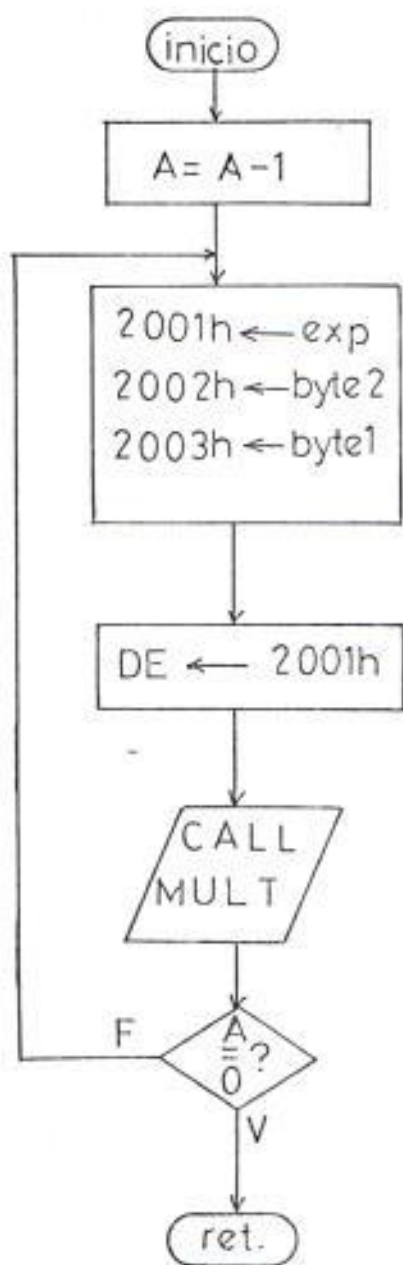 inicio
A = A - 1
2001h ← exp
2002h ← byte2
2003h ← byte1
DE ← 2001h
CALL
MULT
F
A
=
0
?
V
ret.